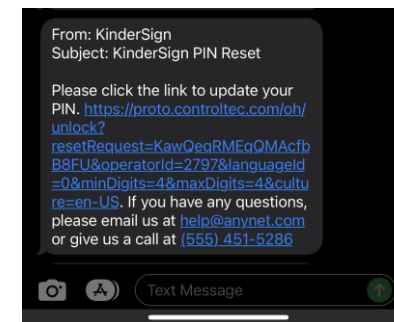 From: KinderSign
Subject: KinderSign PIN Reset
Please click the link to update your
PIN. https://proto.controltec.com/oh/
unlock?
resetRequest=KawQeqRMEqQMAcfb
B8FU&operatorId=2797&languageId
=0&minDigits=4&maxDigits=4&cultu
re=en-US. If you have any questions,
please email us at help@anynet.com
or give us a call at (555) 451-5286
Text Message